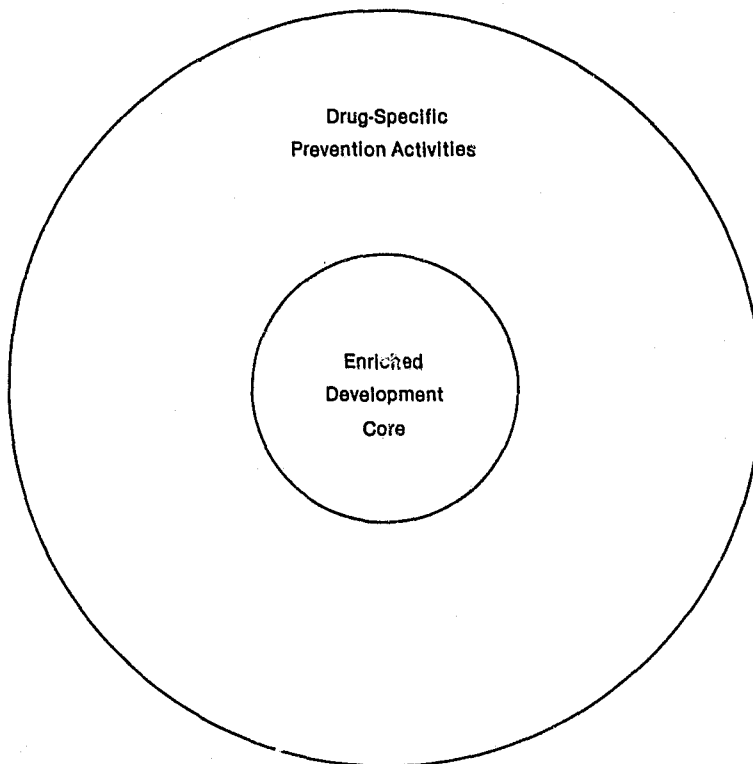 Drug-Specific
Prevention Activities
Enriched
Development
Core